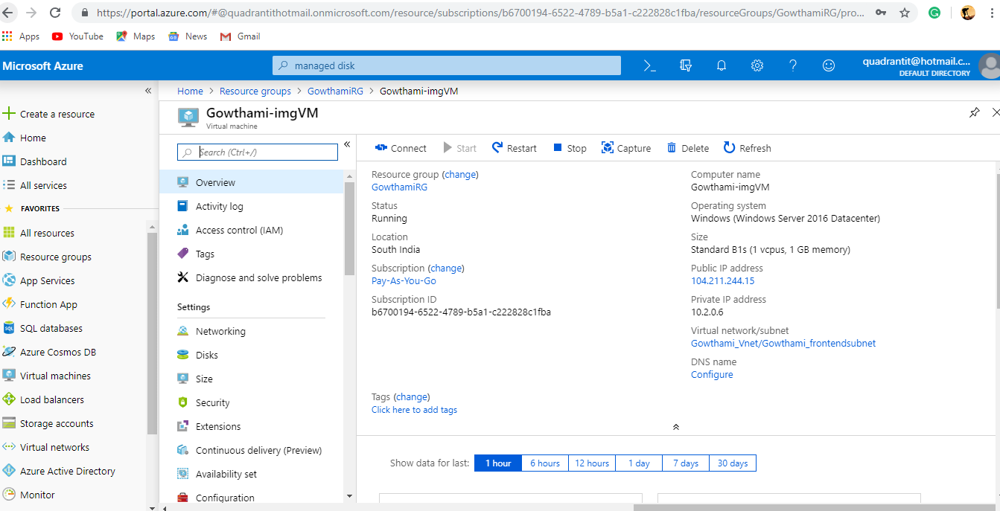 https://portal.azure.com/#@quadrantithotmail.onmicrosoft.com/resource/subscriptions/b6700194-6522-4789-b5a1-c222828c1fba/resourceGroups/GowthamiRG/pro...
Apps YouTube Maps News Gmail
Microsoft Azure
managed disk
quadrantit@hotmail.c...
DEFAULT DIRECTORY
Home > Resource groups > GowthamiRG > Gowthami-imgVM
Create a resource
Home
Dashboard
All services
FAVORITES
All resources
Resource groups
App Services
Function App
SQL databases
Azure Cosmos DB
Virtual machines
Load balancers
Storage accounts
Virtual networks
Azure Active Directory
Monitor
Gowthami-imgVM
Virtual machine
Search (Ctrl+/)
Overview
Activity log
Access control (IAM)
Tags
Diagnose and solve problems
Settings
Networking
Disks
Size
Security
Extensions
Continuous delivery (Preview)
Availability set
Configuration
Connect Start Restart Stop Capture Delete Refresh
Resource group (change)
GowthamiRG
Status
Running
Location
South India
Subscription (change)
Pay-As-You-Go
Subscription ID
b6700194-6522-4789-b5a1-c222828c1fba
Computer name
Gowthami-imgVM
Operating system
Windows (Windows Server 2016 Datacenter)
Size
Standard B1s (1 vcpus, 1 GB memory)
Public IP address
104.211.244.15
Private IP address
10.2.0.6
Virtual network/subnet
Gowthami_Vnet/Gowthami_frontendsubnet
DNS name
Configure
Tags (change)
Click here to add tags
Show data for last: 1 hour 6 hours 12 hours 1 day 7 days 30 days